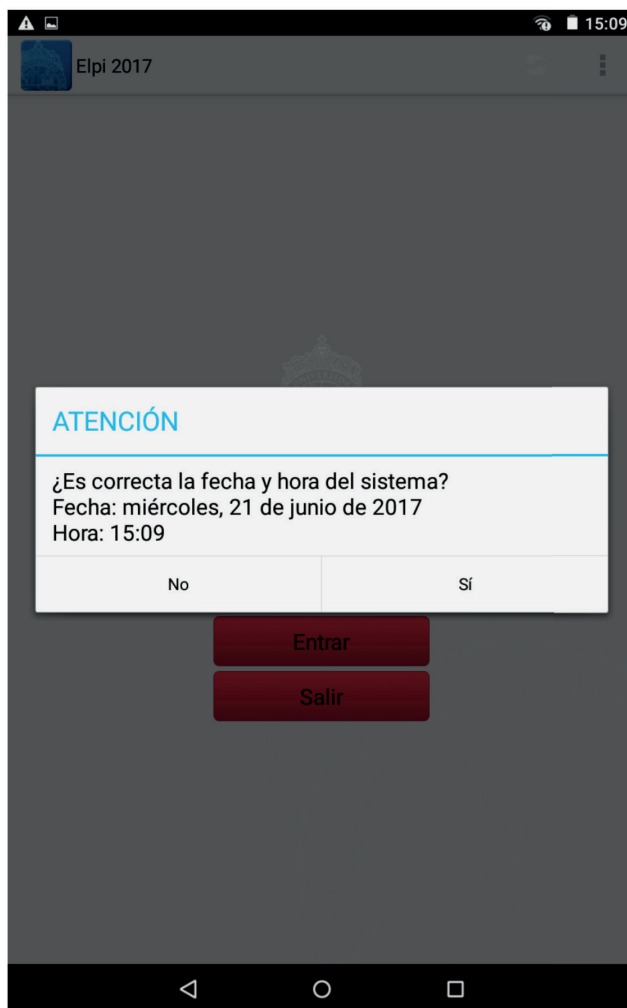 15:09
Elpi 2017
ATENCIÓN
¿Es correcta la fecha y hora del sistema?
Fecha: miércoles, 21 de junio de 2017
Hora: 15:09
No
Sí
Entrar
Salir